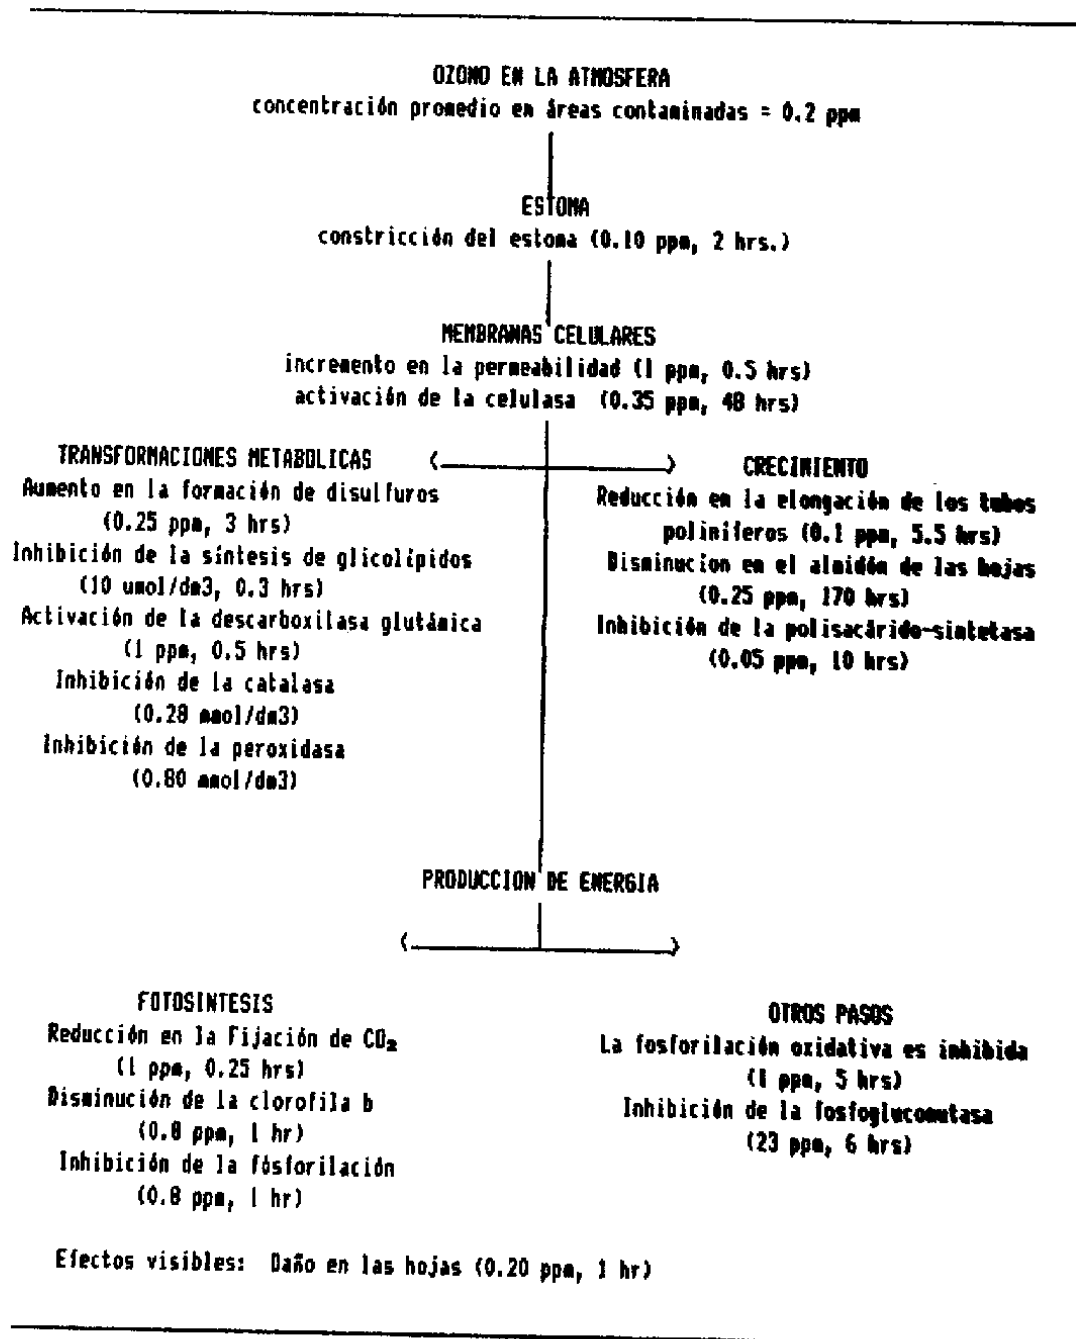 OZONO EN LA ATMOSFERA
concentración promedio en áreas contaminadas = 0.2 ppm
ESTOMA
constricción del estoma (0.10 ppm, 2 hrs.)
MEMBRANAS CELULARES
incremento en la permeabilidad (1 ppm, 0.5 hrs)
activación de la celulasa (0.35 ppm, 48 hrs)
TRANSFORMACIONES METABOLICAS
Aumento en la formación de disulfuros
(0.25 ppm, 3 hrs)
Inhibición de la síntesis de glicolípidos
(10 umol/dm3, 0.3 hrs)
Activación de la descarboxilasa glutámica
(1 ppm, 0.5 hrs)
Inhibición de la catalasa
(0.28 mmol/dm3)
Inhibición de la peroxidasa
(0.80 mmol/dm3)
CRECIMIENTO
Reducción en la elongación de los tubos
poliníferos (0.1 ppm, 5.5 hrs)
Disminucion en el almidón de las hojas
(0.25 ppm, 170 hrs)
Inhibición de la polisacárido-sintetasa
(0.05 ppm, 10 hrs)
PRODUCCION DE ENERGIA
FOTOSINTESIS
Reducción en la Fijación de CO₂
(1 ppm, 0.25 hrs)
Disminución de la clorofila b
(0.8 ppm, 1 hr)
Inhibición de la fósforilación
(0.8 ppm, 1 hr)
OTROS PASOS
La fosforilación oxidativa es inhibida
(1 ppm, 5 hrs)
Inhibición de la fosfoglucomutasa
(23 ppm, 6 hrs)
Efectos visibles: Daño en las hojas (0.20 ppm, 1 hr)